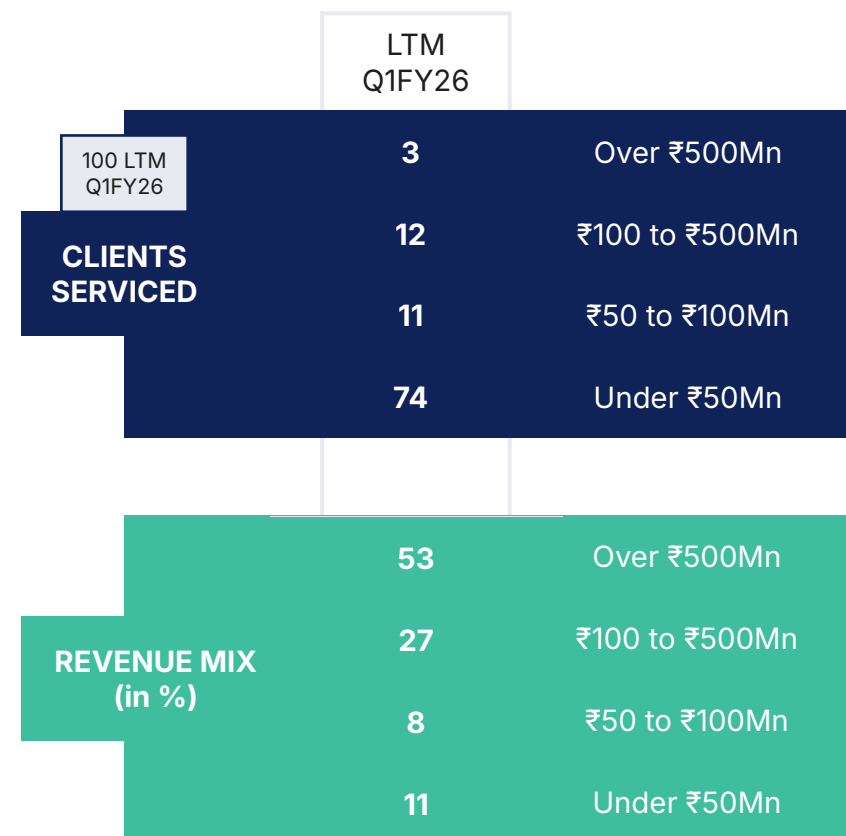 LTM
Q1FY26
100 LTM
Q1FY26
CLIENTS
SERVICED
3 Over ₹500Mn
12 ₹100 to ₹500Mn
11 ₹50 to ₹100Mn
74 Under ₹50Mn
REVENUE MIX
(in %)
53 Over ₹500Mn
27 ₹100 to ₹500Mn
8 ₹50 to ₹100Mn
11 Under ₹50Mn